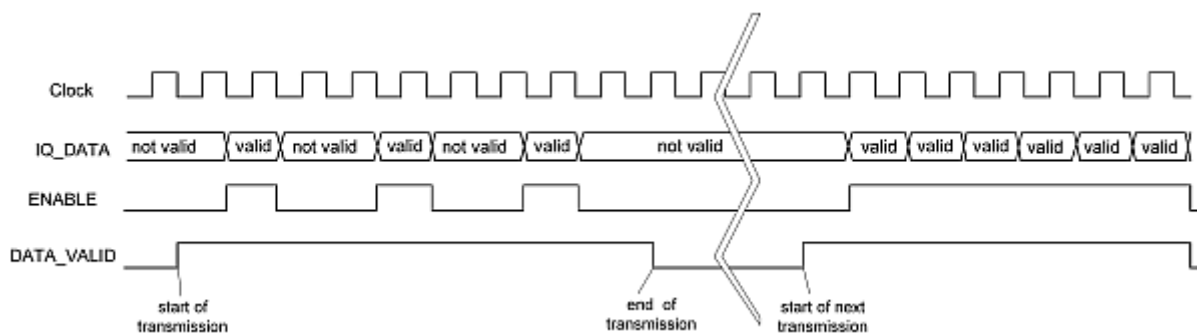 Clock
IQ_DATA
not valid valid not valid valid not valid valid not valid valid valid valid valid valid valid
ENABLE
DATA_VALID
start of
transmission
end of
transmission
start of next
transmission